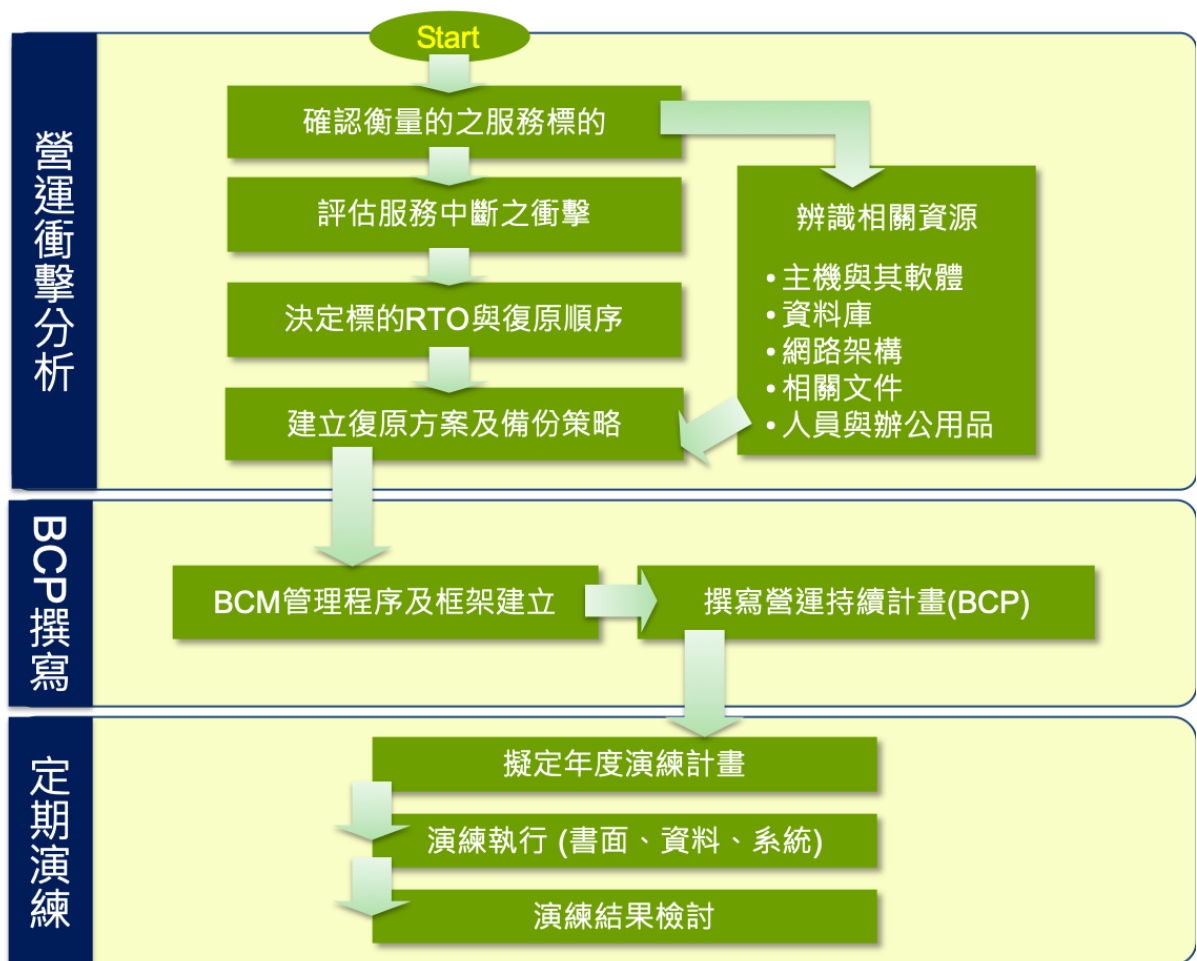 Start
營運衝擊分析
確認衡量的之服務標的
評估服務中斷之衝擊
決定標的RTO與復原順序
建立復原方案及備份策略
辨識相關資源
• 主機與其軟體
• 資料庫
• 網路架構
• 相關文件
• 人員與辦公用品
BCP撰寫
BCM管理程序及框架建立
撰寫營運持續計畫(BCP)
定期演練
擬定年度演練計畫
演練執行 (書面、資料、系統)
演練結果檢討